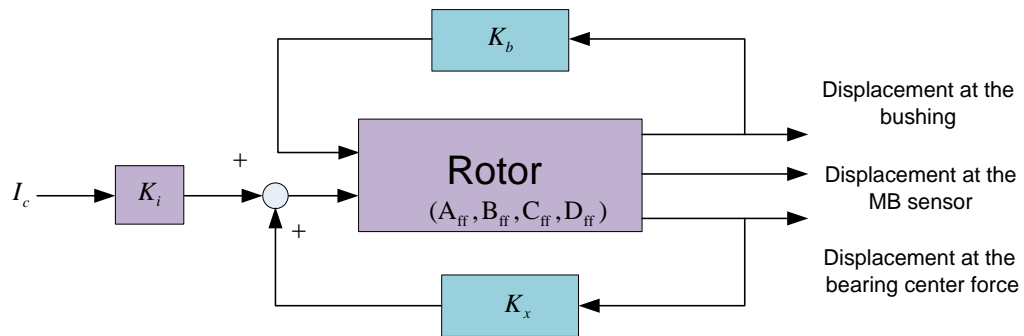 K_b
Displacement at the
bushing
+
Rotor
I_c
K_i
Displacement at the
MB sensor
(A_ff, B_ff, C_ff, D_ff)
+
Displacement at the
bearing center force
K_x